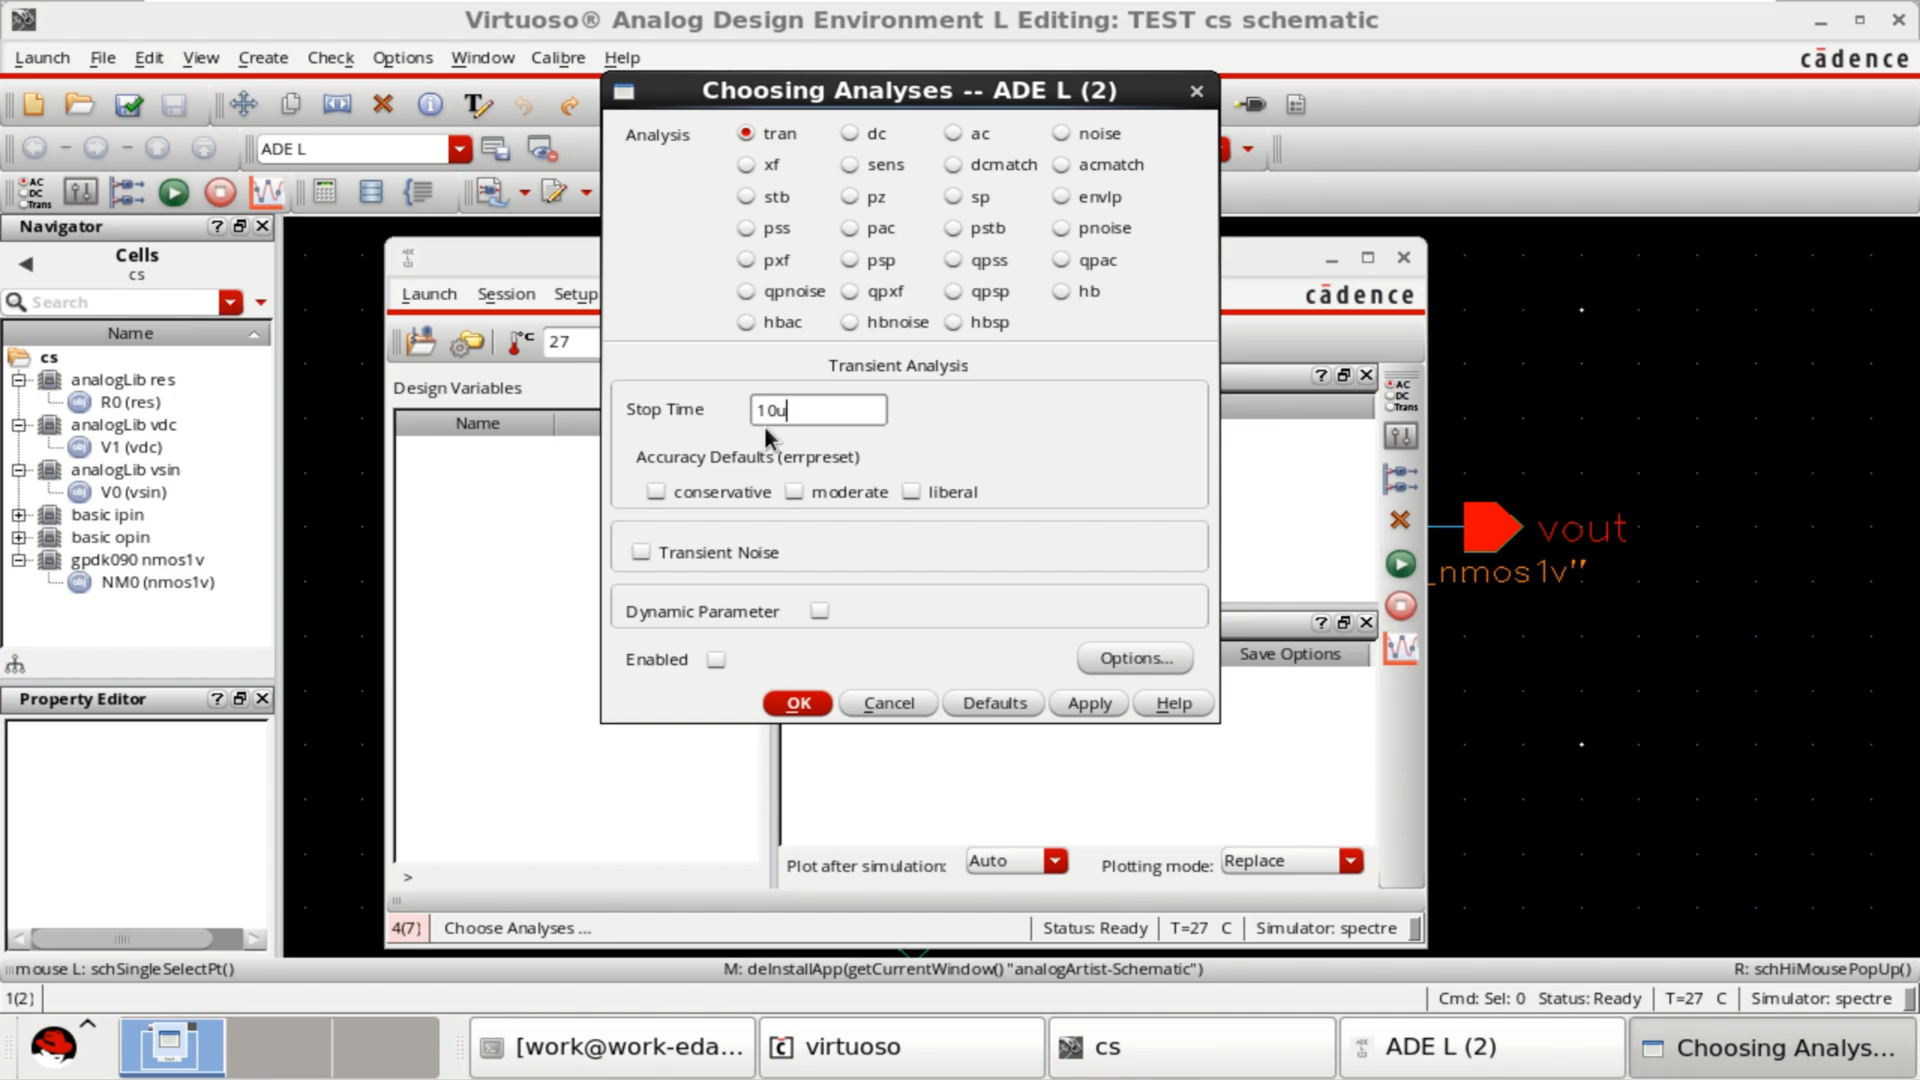 Virtuoso® Analog Design Environment L Editing: TEST cs schematic
Launch File Edit View Create Check Options Window Calibre Help
cādence
ADE L
AC
DC
Trans
Navigator
Cells
cs
Search
Name
cs
analogLib res
R0 (res)
analogLib vdc
V1 (vdc)
analogLib vsin
V0 (vsin)
basic ipin
basic opin
gpdk090 nmos1v
NM0 (nmos1v)
Property Editor
Launch Session Setup
cādence
°C 27
Design Variables
Name
>
Choosing Analyses -- ADE L (2)
Analysis
tran dc ac noise
xf sens dcmatch acmatch
stb pz sp envlp
pss pac pstb pnoise
pxf psp qpss qpac
qpnoise qpxf qpsp hb
hbac hbnoise hbsp
Transient Analysis
Stop Time 10u
Accuracy Defaults (errpreset)
conservative moderate liberal
Transient Noise
Dynamic Parameter
Enabled
Options...
OK Cancel Defaults Apply Help
AC
DC
Trans
Save Options
Plot after simulation: Auto Plotting mode: Replace
4(7) Choose Analyses ... Status: Ready T=27 C Simulator: spectre
vout
_nmos1v"
mouse L: schSingleSelectPt() M: deInstallApp(getCurrentWindow() "analogArtist-Schematic") R: schHiMousePopUp()
1(2) Cmd: Sel: 0 Status: Ready T=27 C Simulator: spectre
[work@work-eda... virtuoso cs ADE L (2) Choosing Analys...